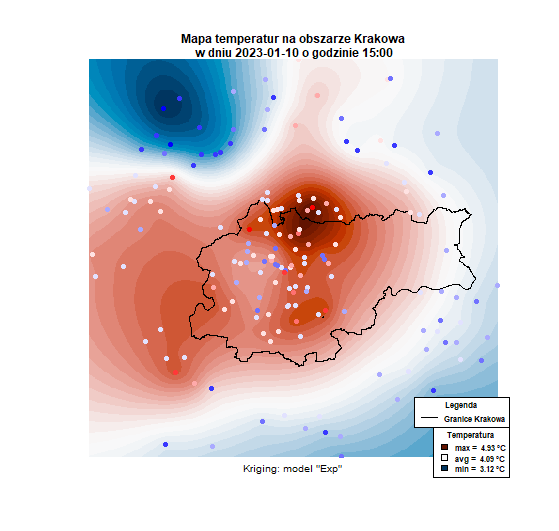 Mapa temperatur na obszarze Krakowa
w dniu 2023-01-10 o godzinie 15:00
Legenda
Granice Krakowa
Temperatura
max = 4.93 °C
avg = 4.09 °C
min = 3.12 °C
Kriging: model "Exp"